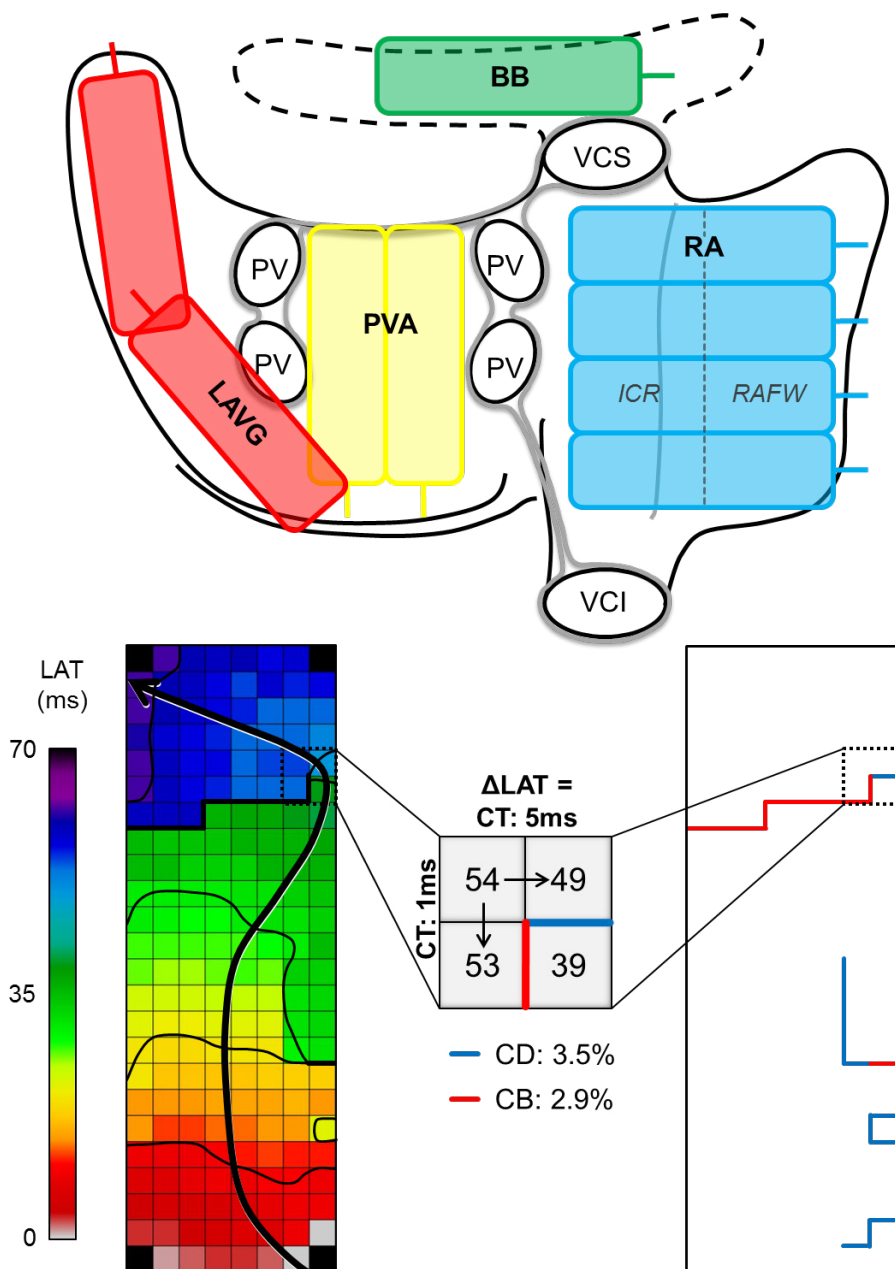 BB
VCS
RA
PV
PV
PVA
PV
PV
ICR
RAFW
LAVG
VCI
LAT
(ms)
70
35
0
ΔLAT =
CT: 5ms
CT: 1ms
54
49
53
39
CD: 3.5%
CB: 2.9%